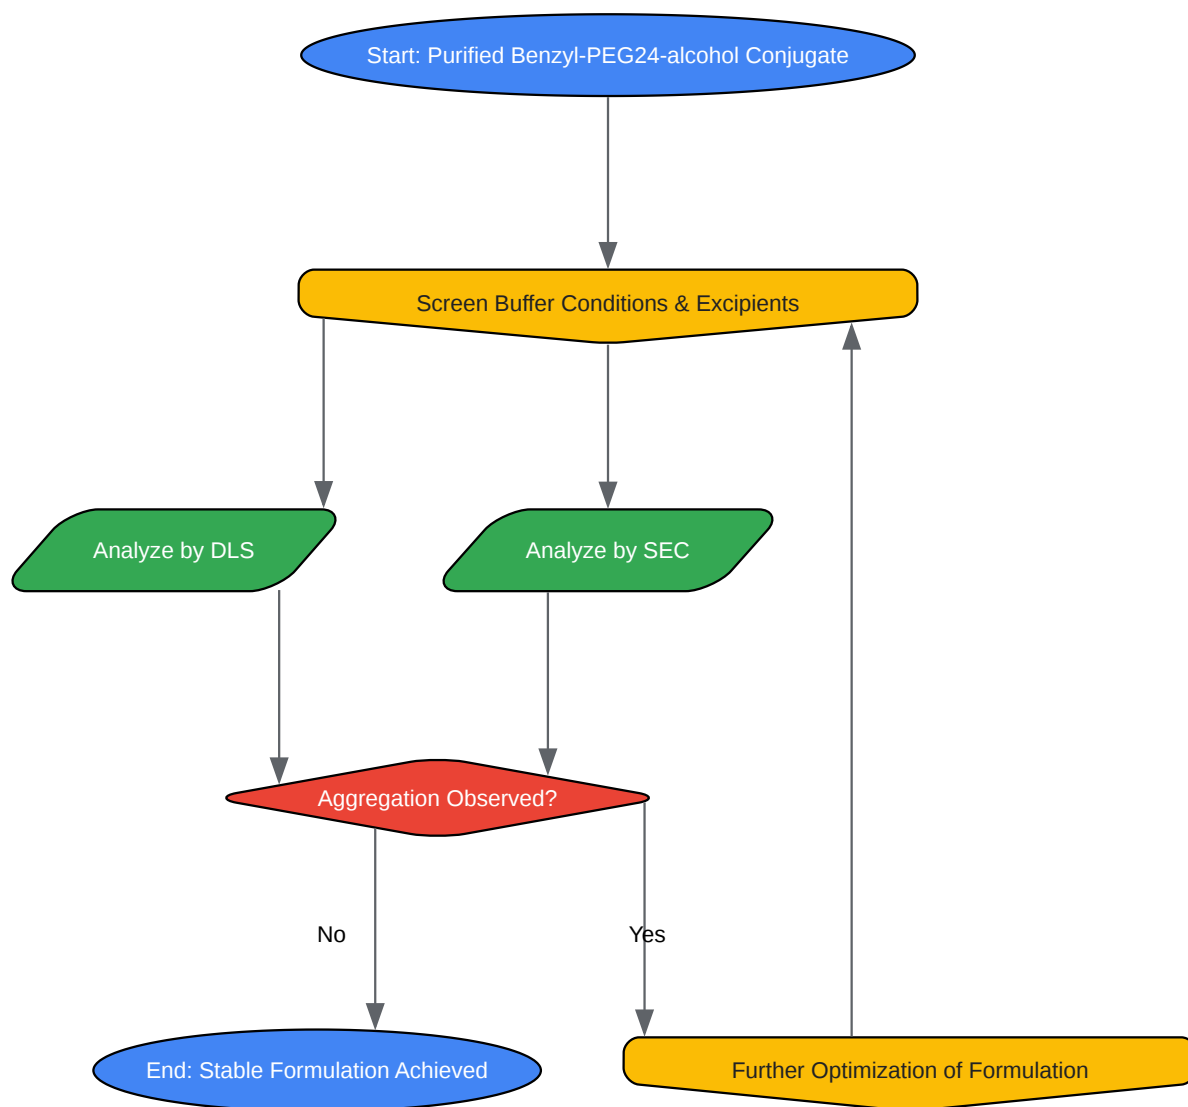 Start: Purified Benzyl-PEG24-alcohol Conjugate
Screen Buffer Conditions & Excipients
Analyze by DLS
Analyze by SEC
Aggregation Observed?
No
Yes
End: Stable Formulation Achieved
Further Optimization of Formulation